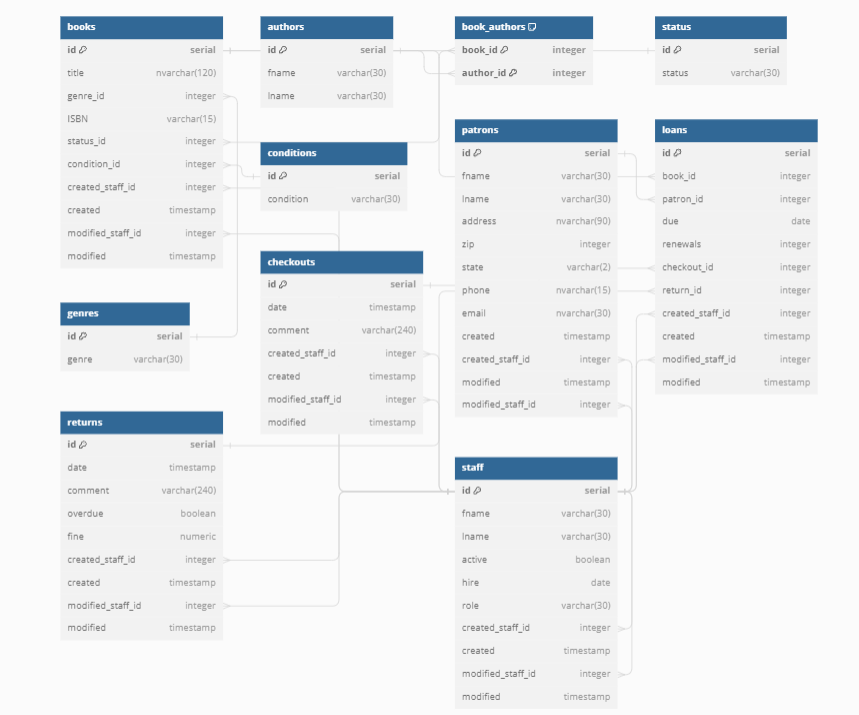 books
id serial
title nvarchar(120)
genre_id integer
ISBN varchar(15)
status_id integer
condition_id integer
created_staff_id integer
created timestamp
modified_staff_id integer
modified timestamp
authors
id serial
fname varchar(30)
lname varchar(30)
book_authors
book_id integer
author_id integer
status
id serial
status varchar(30)
conditions
id serial
condition varchar(30)
patrons
id serial
fname varchar(30)
lname varchar(30)
address nvarchar(90)
zip integer
state varchar(2)
phone nvarchar(15)
email nvarchar(30)
created timestamp
created_staff_id integer
modified timestamp
modified_staff_id integer
loans
id serial
book_id integer
patron_id integer
due date
renewals integer
checkout_id integer
return_id integer
created_staff_id integer
created timestamp
modified_staff_id integer
modified timestamp
checkouts
id serial
date timestamp
comment varchar(240)
created_staff_id integer
created timestamp
modified_staff_id integer
modified timestamp
genres
id serial
genre varchar(30)
returns
id serial
date timestamp
comment varchar(240)
overdue boolean
fine numeric
created_staff_id integer
created timestamp
modified_staff_id integer
modified timestamp
staff
id serial
fname varchar(30)
lname varchar(30)
active boolean
hire date
role varchar(30)
created_staff_id integer
created timestamp
modified_staff_id integer
modified timestamp